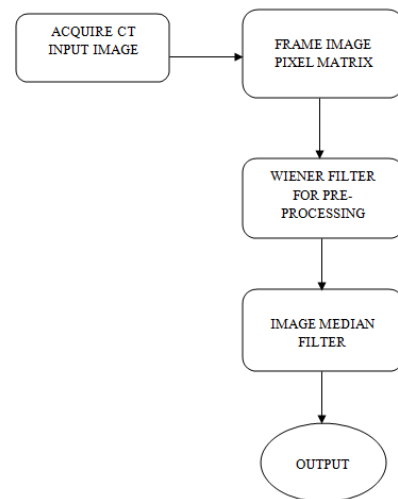 ACQUIRE CT
INPUT IMAGE
FRAME IMAGE
PIXEL MATRIX
WIENER FILTER
FOR PRE-
PROCESSING
IMAGE MEDIAN
FILTER
OUTPUT